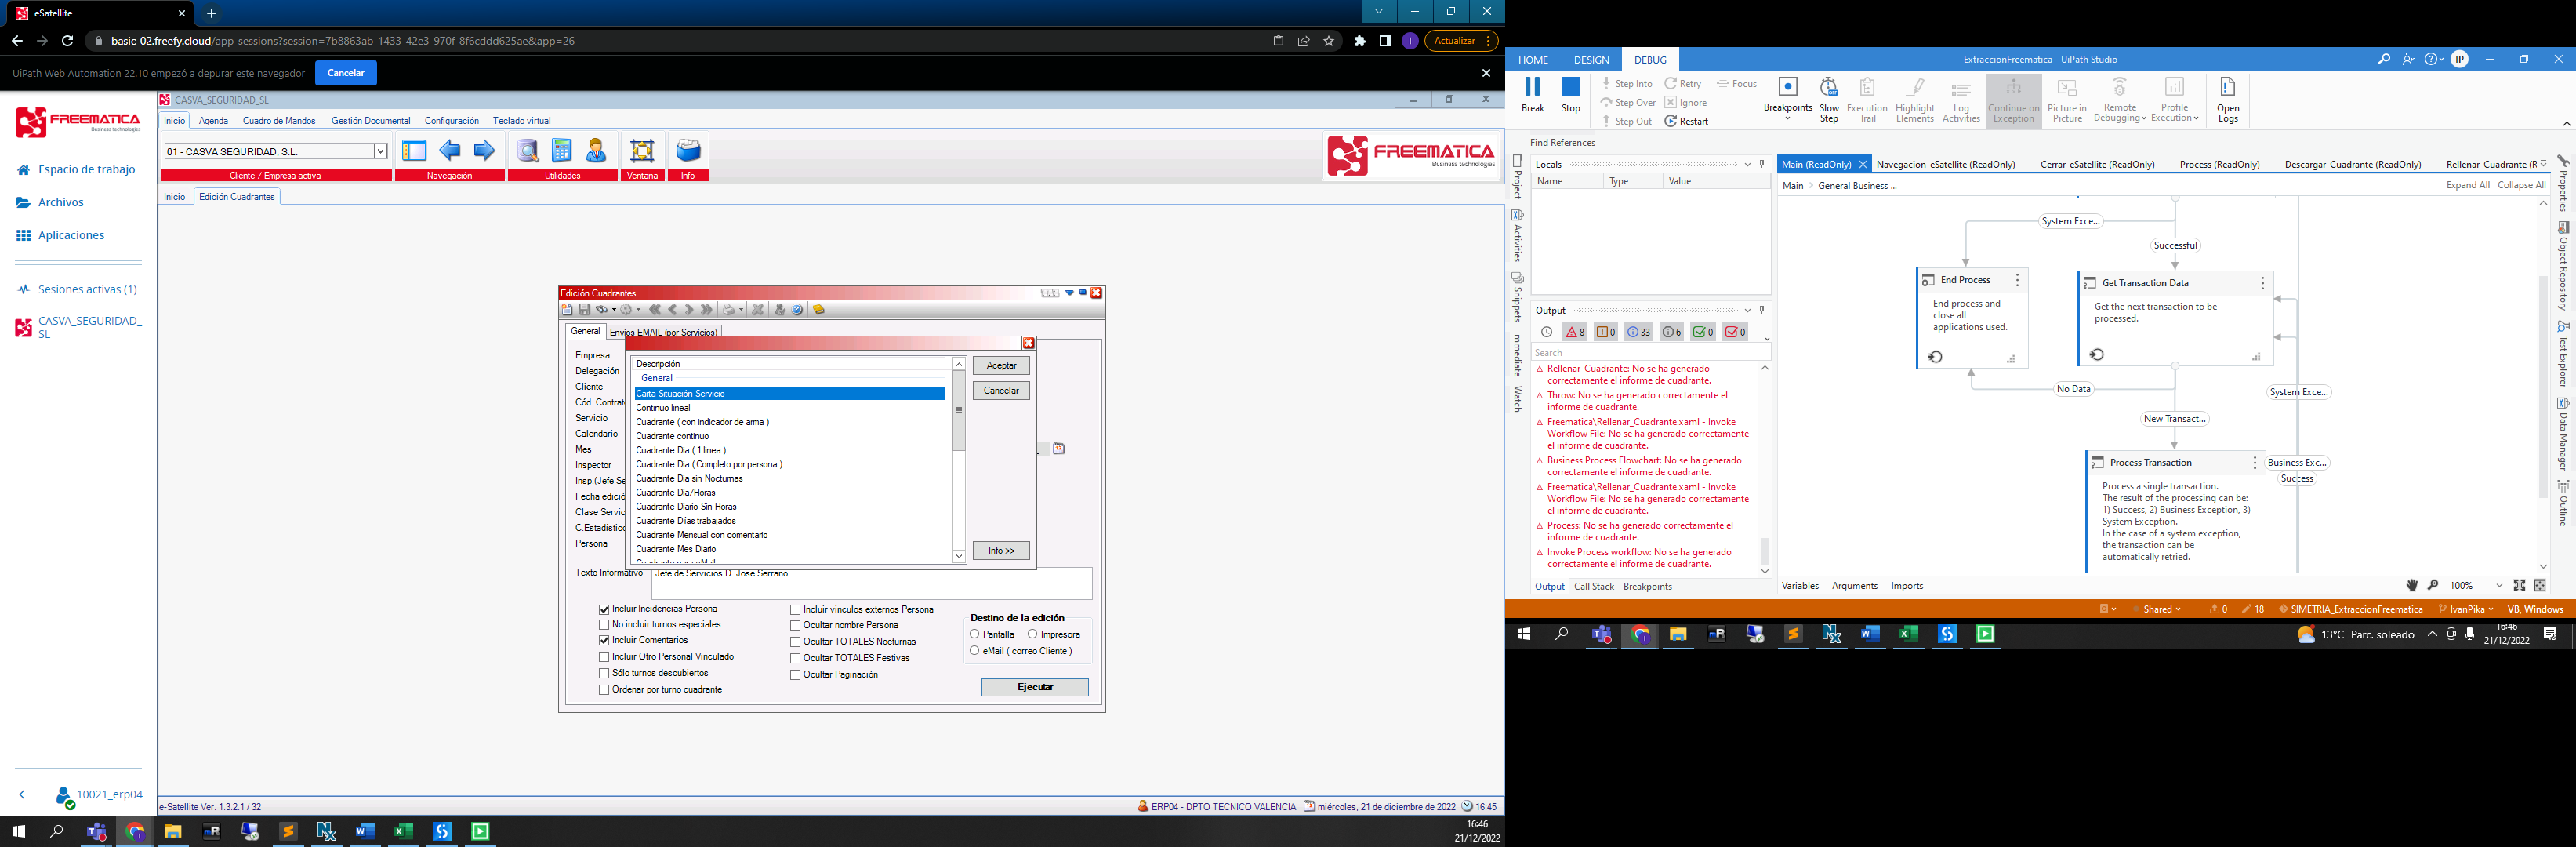 eSatellite
basic-02.freefy.cloud/app-sessions?session=7b8863ab-1433-42e3-970f-8f6cddd625ae&app=26
Actualizar
UiPath Web Automation 22.10 empezó a depurar este navegador
Cancelar
FREEMATICA
Business technologies
Espacio de trabajo
Archivos
Aplicaciones
Sesiones activas (1)
CASVA_SEGURIDAD_
SL
10021_erp04
CASVA_SEGURIDAD_SL
Inicio Agenda Cuadro de Mandos Gestión Documental Configuración Teclado virtual
01 - CASVA SEGURIDAD, S.L.
Cliente / Empresa activa Navegación Utilidades Ventana Info
FREEMATICA
Business technologies
Inicio Edición Cuadrantes
Edición Cuadrantes
General Envios EMAIL (por Servicios)
Empresa
Delegación
Cliente
Cód. Contrat
Servicio
Calendario
Mes
Inspector
Insp.(Jefe Se
Fecha edició
Clase Servic
C.Estadístico
Persona
Descripción
General
Carta Situación Servicio
Continuo lineal
Cuadrante ( con indicador de arma )
Cuadrante continuo
Cuadrante Dia ( 1 linea )
Cuadrante Dia ( Completo por persona )
Cuadrante Dia sin Nocturnas
Cuadrante Dia/Horas
Cuadrante Diario Sin Horas
Cuadrante Días trabajados
Cuadrante Mensual con comentario
Cuadrante Mes Diario
Cuadrante para eMail
Aceptar
Cancelar
Info >>
Texto Informativo Jefe de Servicios D. Jose Serrano
Incluir Incidencias Persona
No incluir turnos especiales
Incluir Comentarios
Incluir Otro Personal Vinculado
Sólo turnos descubiertos
Ordenar por turno cuadrante
Incluir vinculos externos Persona
Ocultar nombre Persona
Ocultar TOTALES Nocturnas
Ocultar TOTALES Festivas
Ocultar Paginación
Destino de la edición
Pantalla Impresora
eMail ( correo Cliente )
Ejecutar
e-Satellite Ver. 1.3.2.1 / 32
ERP04 - DPTO TECNICO VALENCIA miércoles, 21 de diciembre de 2022 16:45
16:46
21/12/2022
HOME DESIGN DEBUG
ExtraccionFreematica - UiPath Studio
IP
Break
Stop
Step Into
Step Over
Step Out
Retry
Ignore
Restart
Focus
Breakpoints
Slow
Step
Execution
Trail
Highlight
Elements
Log
Activities
Continue on
Exception
Picture in
Picture
Remote
Debugging
Profile
Execution
Open
Logs
Find References
Project
Activities
Snippets
Immediate
Watch
Locals
Name Type Value
Output
8 0 33 6 0 0
Search
Rellenar_Cuadrante: No se ha generado
correctamente el informe de cuadrante.
Throw: No se ha generado correctamente el
informe de cuadrante.
Freematica\Rellenar_Cuadrante.xaml - Invoke
Workflow File: No se ha generado correctamente
el informe de cuadrante.
Business Process Flowchart: No se ha generado
correctamente el informe de cuadrante.
Freematica\Rellenar_Cuadrante.xaml - Invoke
Workflow File: No se ha generado correctamente
el informe de cuadrante.
Process: No se ha generado correctamente el
informe de cuadrante.
Invoke Process workflow: No se ha generado
correctamente el informe de cuadrante.
Output Call Stack Breakpoints
Main (ReadOnly) Navegacion_eSatellite (ReadOnly) Cerrar_eSatellite (ReadOnly) Process (ReadOnly) Descargar_Cuadrante (ReadOnly) Rellenar_Cuadrante (R
Main > General Business ...
Expand All Collapse All
System Exce...
Successful
End Process
End process and
close all
applications used.
Get Transaction Data
Get the next transaction to be
processed.
No Data
System Exce...
New Transact...
Process Transaction
Process a single transaction.
The result of the processing can be:
1) Success, 2) Business Exception, 3)
System Exception.
In the case of a system exception,
the transaction can be
automatically retried.
Business Exc...
Success
Variables Arguments Imports
100%
Properties
Object Repository
Test Explorer
Data Manager
Outline
Shared 0 18 SIMETRIA_ExtraccionFreematica IvanPika VB, Windows
13°C Parc. soleado
16:46
21/12/2022